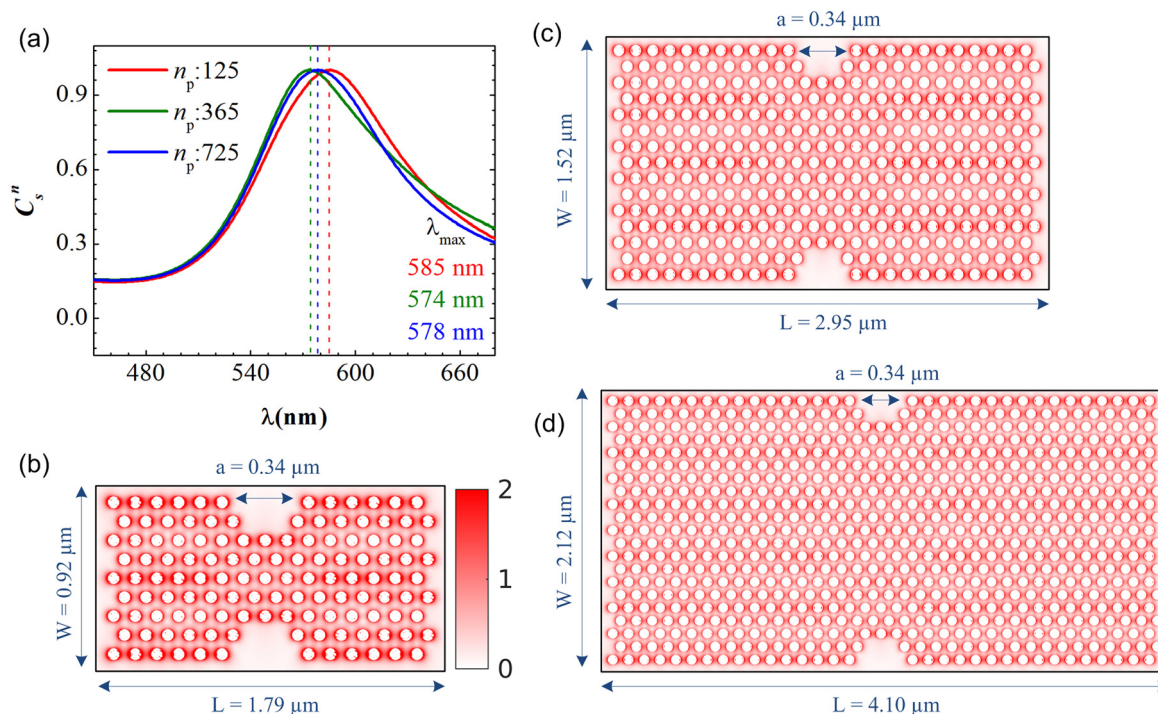 (a)
n_p:125
n_p:365
n_p:725
0.9
0.6
0.3
0.0
C_s^n
λ_max
585 nm
574 nm
578 nm
480 540 600 660
λ(nm)
(b)
a = 0.34 µm
W = 0.92 µm
L = 1.79 µm
2
1
0
(c)
a = 0.34 µm
W = 1.52 µm
L = 2.95 µm
(d)
a = 0.34 µm
W = 2.12 µm
L = 4.10 µm